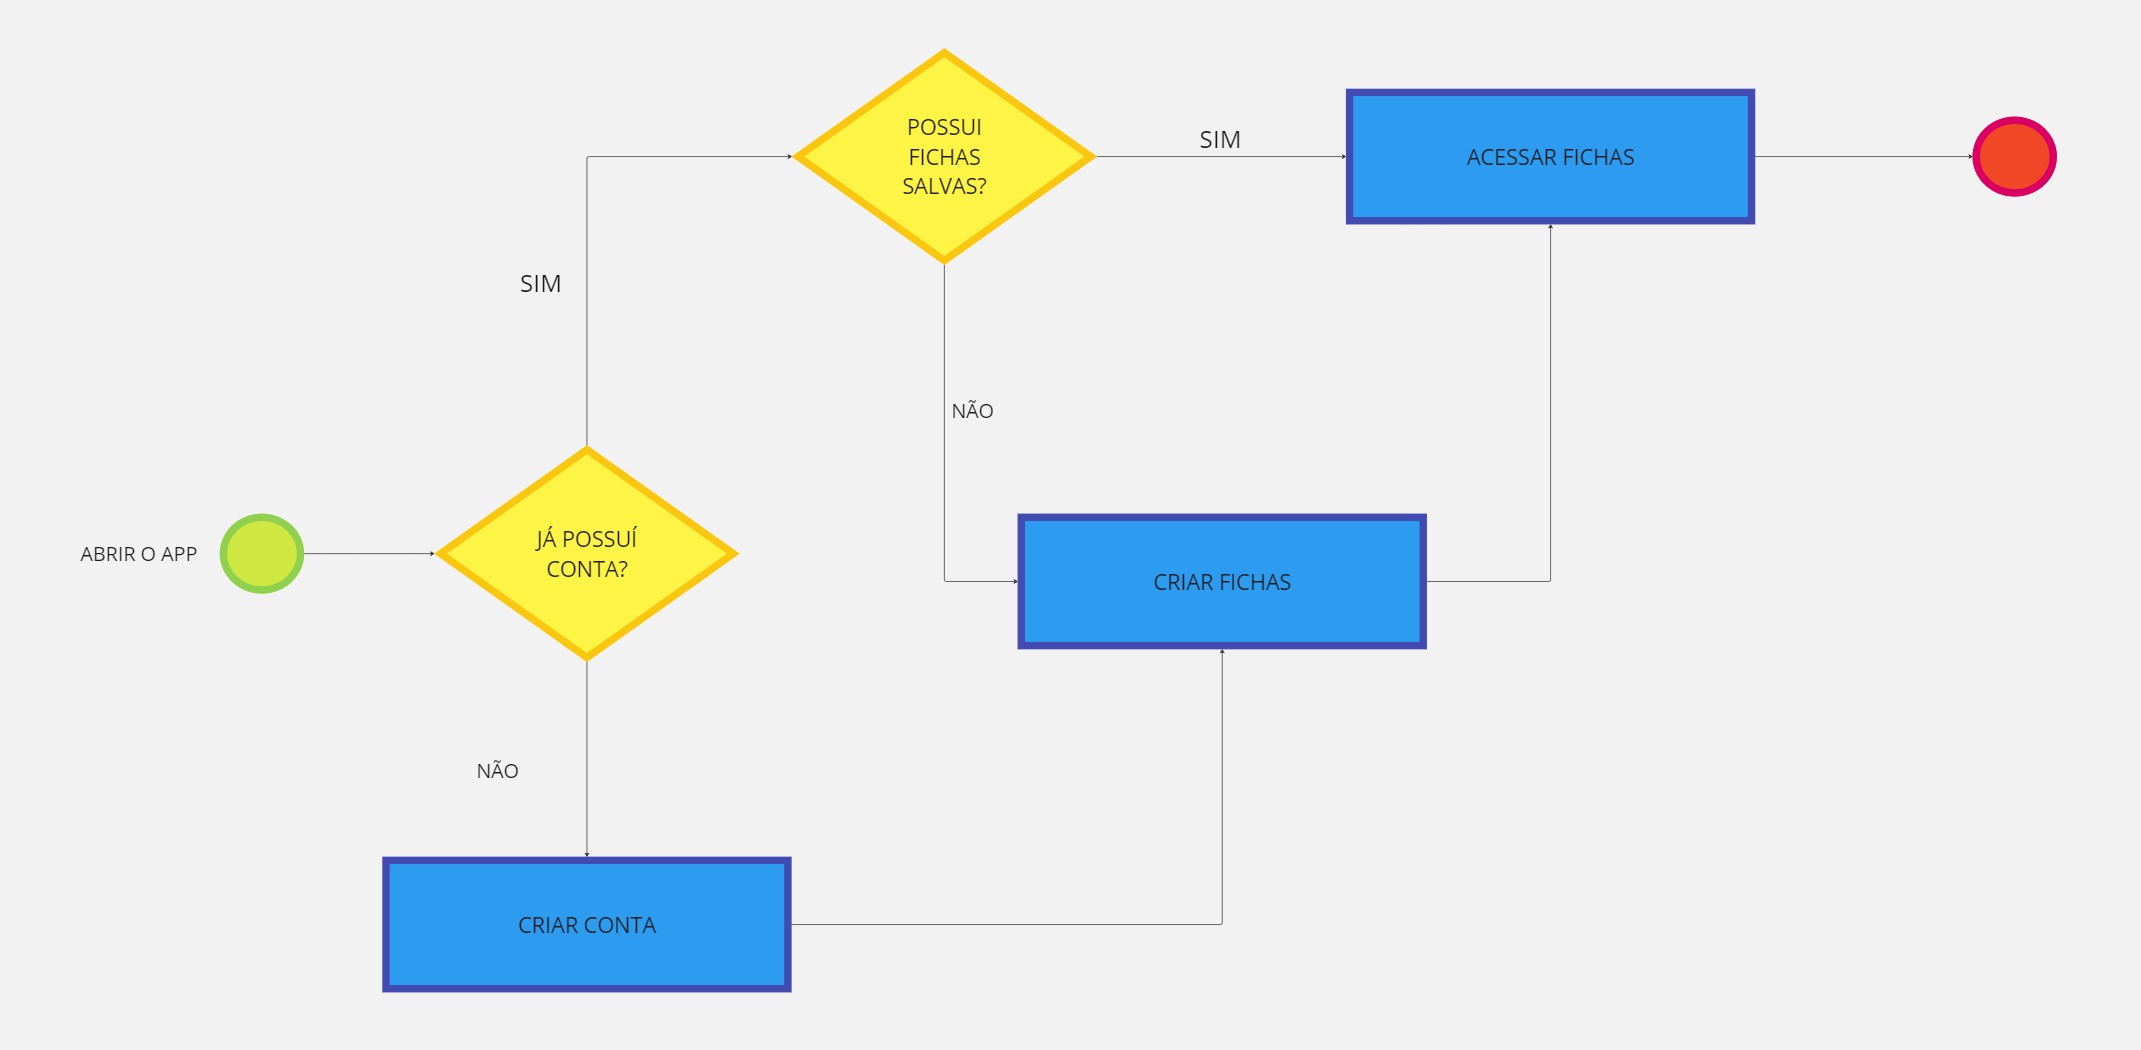 POSSUI
FICHAS
SALVAS?
SIM
ACESSAR FICHAS
SIM
NÃO
ABRIR O APP
JÁ POSSUÍ
CONTA?
CRIAR FICHAS
NÃO
CRIAR CONTA